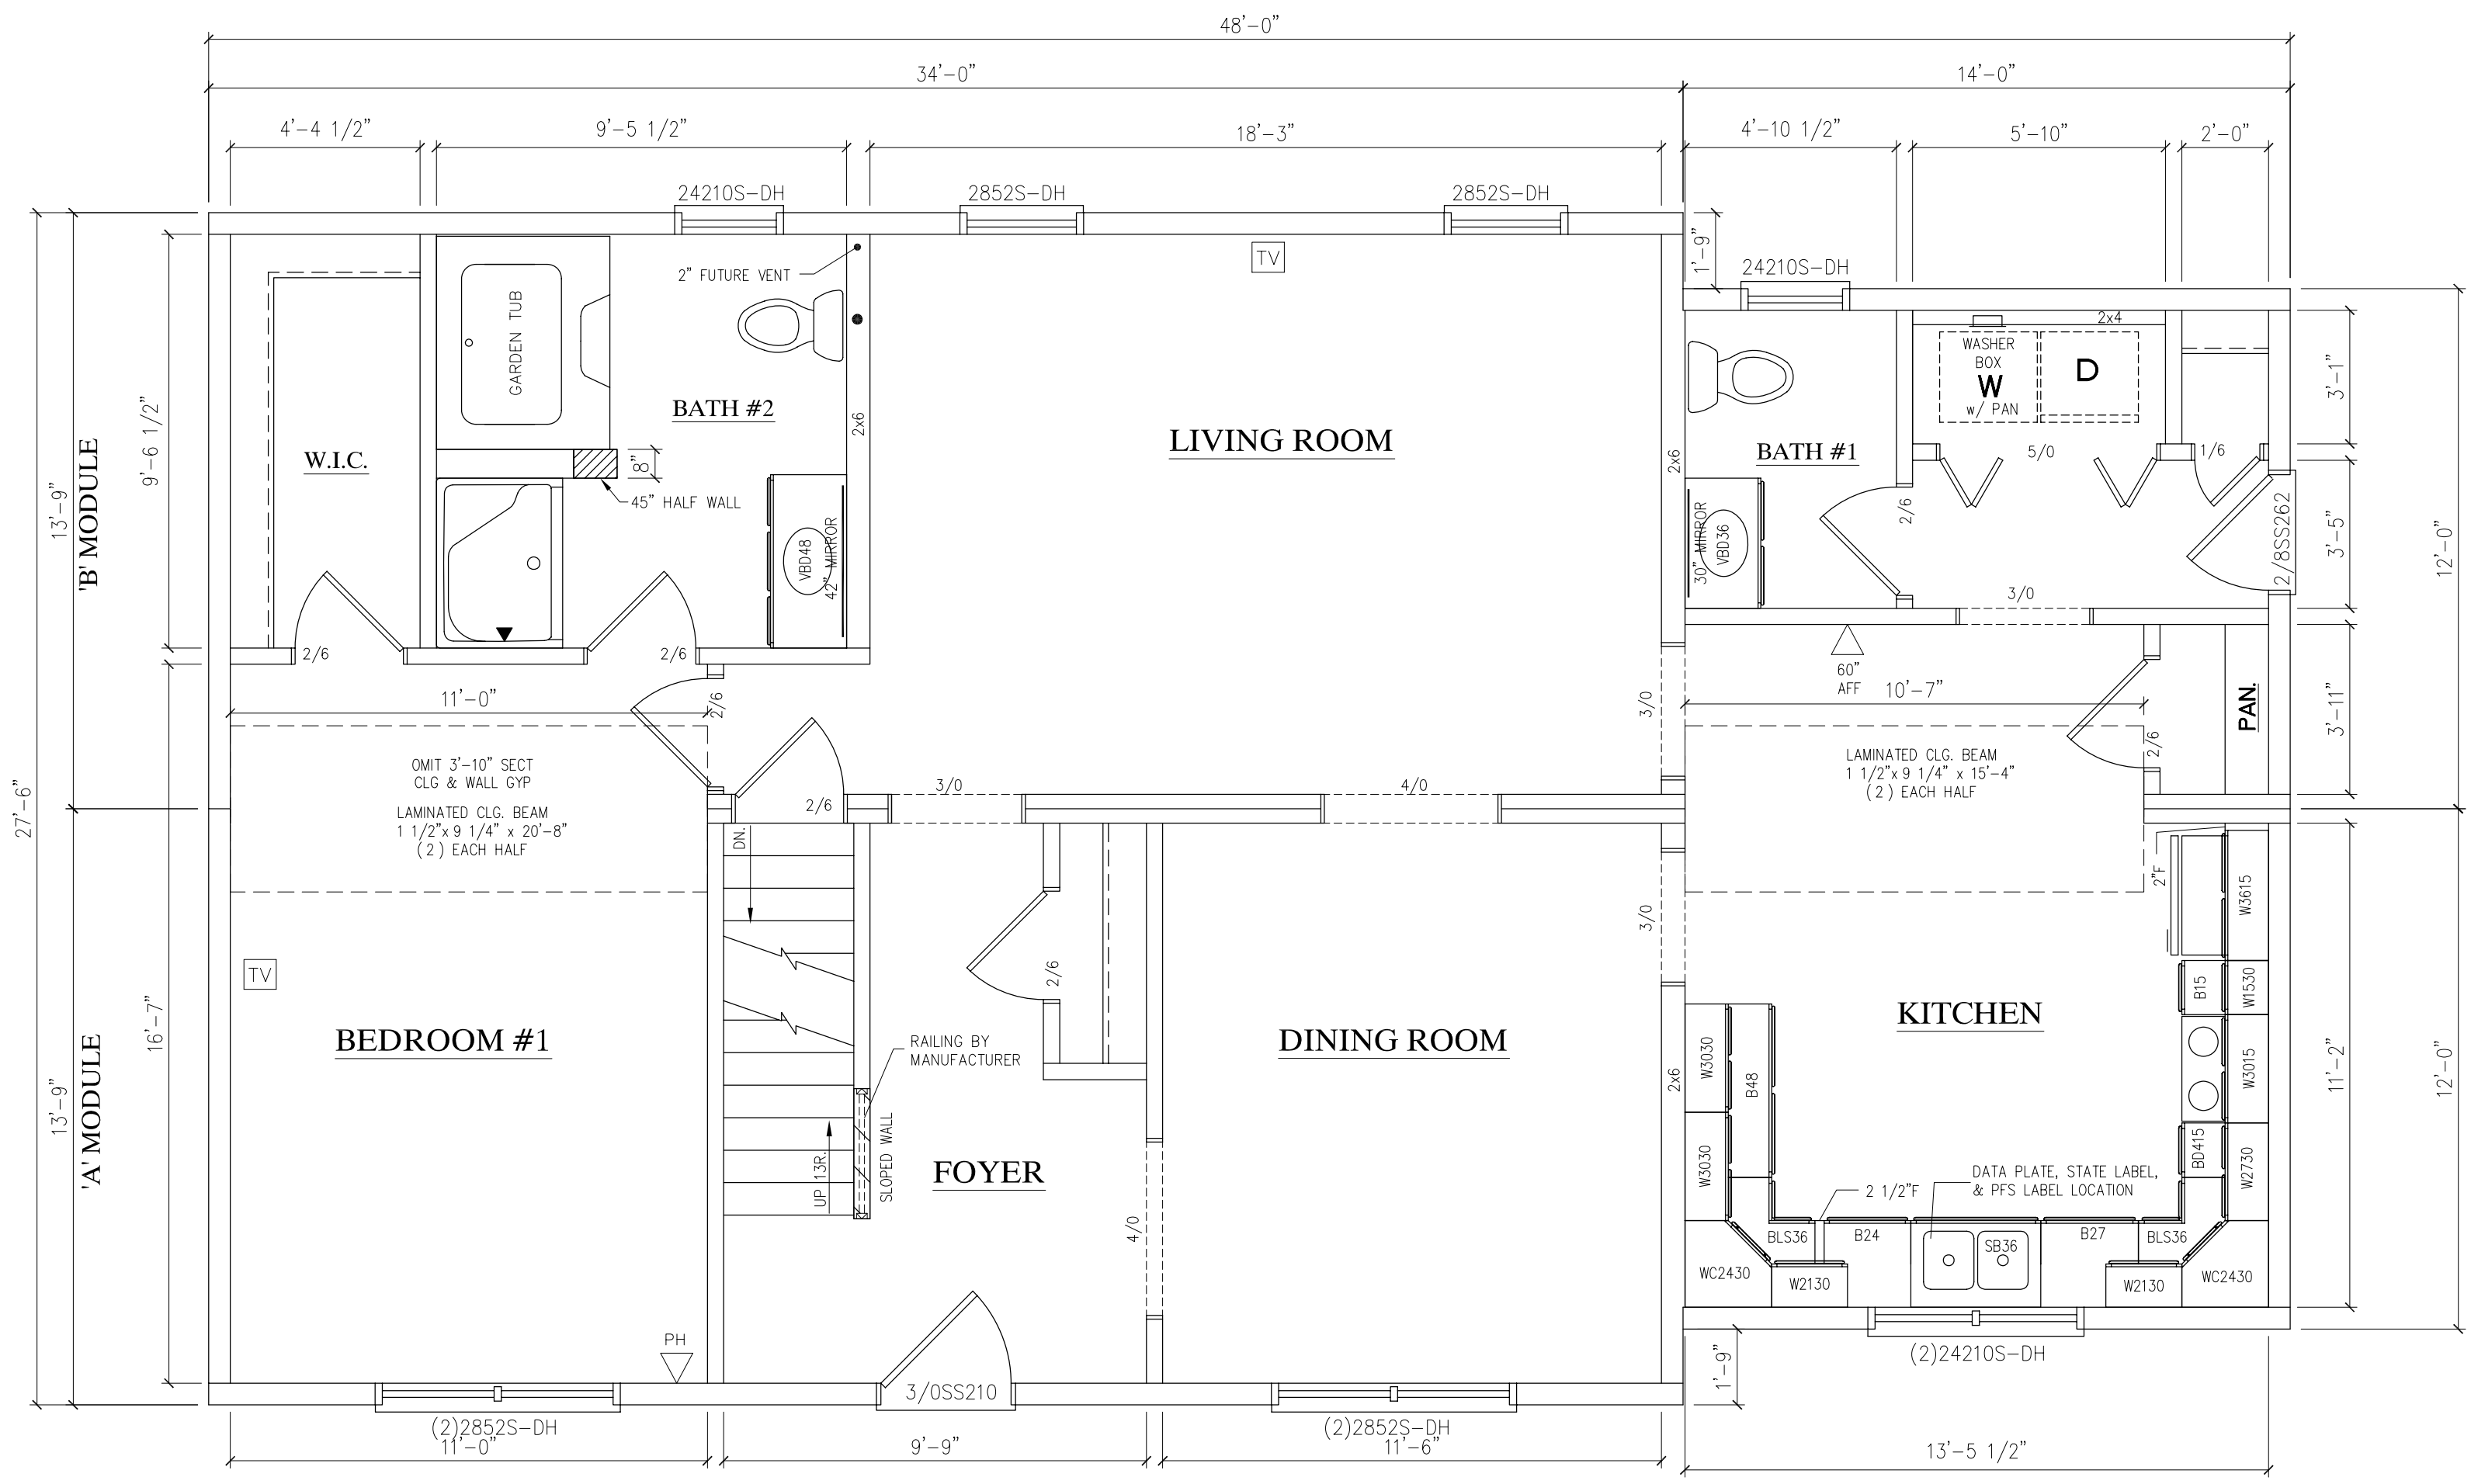 48'-0"
34'-0"
14'-0"
4'-4 1/2"
9'-5 1/2"
18'-3"
4'-10 1/2"
5'-10"
2'-0"
24210S-DH
2852S-DH
2852S-DH
1'-9"
24210S-DH
TV
2" FUTURE VENT
GARDEN TUB
2x4
WASHER
BOX
W
w/ PAN
D
3'-1"
BATH #2
2x6
LIVING ROOM
2x6
BATH #1
5/0
1/6
W.I.C.
8"
45" HALF WALL
9'-6 1/2"
'B' MODULE
13'-9"
VBD48
42" MIRROR
30" MIRROR
VBD36
2/6
2/8SS262
3'-5"
12'-0"
3/0
2/6
2/6
60"
AFF
10'-7"
11'-0"
2/6
3/0
PAN.
3'-11"
2/6
OMIT 3'-10" SECT
CLG & WALL GYP
LAMINATED CLG. BEAM
1 1/2"x 9 1/4" x 20'-8"
(2) EACH HALF
LAMINATED CLG. BEAM
1 1/2"x 9 1/4" x 15'-4"
(2) EACH HALF
27'-6"
2/6
3/0
4/0
DN.
2"F
W3615
3/0
2/6
TV
B15
W1530
16'-7"
BEDROOM #1
RAILING BY
MANUFACTURER
DINING ROOM
KITCHEN
W3030
B48
2x6
W3015
11'-2"
12'-0"
'A' MODULE
13'-9"
UP 13R.
SLOPED WALL
FOYER
W3030
BD415
W2730
DATA PLATE, STATE LABEL,
& PFS LABEL LOCATION
2 1/2"F
4/0
BLS36
B24
SB36
B27
BLS36
WC2430
W2130
W2130
WC2430
PH
3/0SS210
1'-9"
(2)24210S-DH
(2)2852S-DH
(2)2852S-DH
11'-0"
9'-9"
11'-6"
13'-5 1/2"